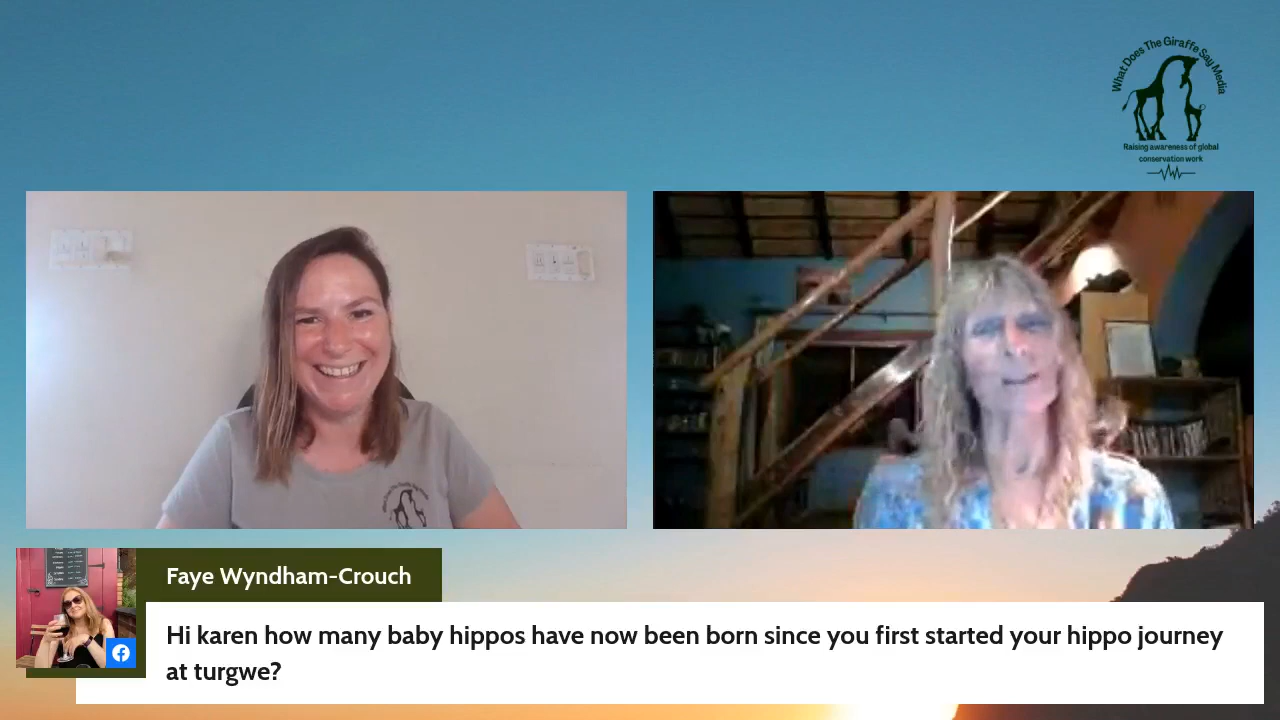 What Does The Giraffe Say Media
Raising awareness of global
conservation work
Faye Wyndham-Crouch
Hi karen how many baby hippos have now been born since you first started your hippo journey
at turgwe?